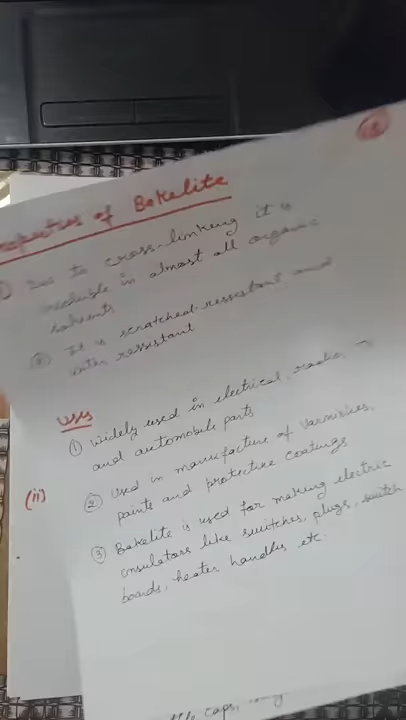 Properties of Bakelite
① Due to cross-linking it is
insoluble in almost all organic
solvents
② It is scratched-resistant and
water ressistant
Uses
① Widely used in electrical, radio,
and automobile parts
(ii)
② Used in manufacture of varnishes,
paints and protective coatings
③ Bakelite is used for making electric
insulators like switches, plugs, switch
boards, heater handles etc.
caps,